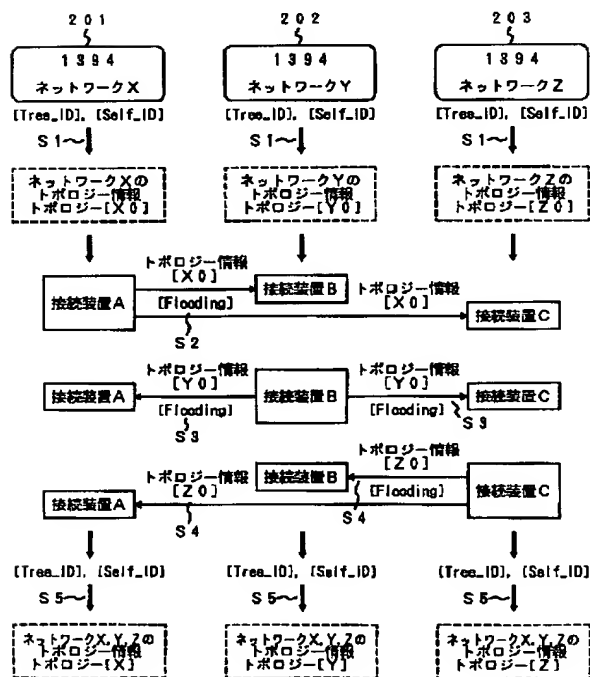 201
202
203
1394
ネットワークX
1394
ネットワークY
1394
ネットワークZ
[Tree_ID], [Self_ID]
[Tree_ID], [Self_ID]
[Tree_ID], [Self_ID]
S1
S1
S1
ネットワークXの
トポロジー情報
トポロジー[X0]
ネットワークYの
トポロジー情報
トポロジー[Y0]
ネットワークZの
トポロジー情報
トポロジー[Z0]
接続装置A
トポロジー情報
[X0]
[Flooding]
S2
接続装置B
トポロジー情報
[X0]
接続装置C
接続装置A
トポロジー情報
[Y0]
[Flooding]
S3
接続装置B
トポロジー情報
[Y0]
[Flooding]
S3
接続装置C
接続装置A
トポロジー情報
[Z0]
S4
接続装置B
トポロジー情報
[Z0]
[Flooding]
S4
接続装置C
[Tree_ID], [Self_ID]
[Tree_ID], [Self_ID]
[Tree_ID], [Self_ID]
S5
S5
S5
ネットワークX,Y,Zの
トポロジー情報
トポロジー[X]
ネットワークX,Y,Zの
トポロジー情報
トポロジー[Y]
ネットワークX,Y,Zの
トポロジー情報
トポロジー[Z]